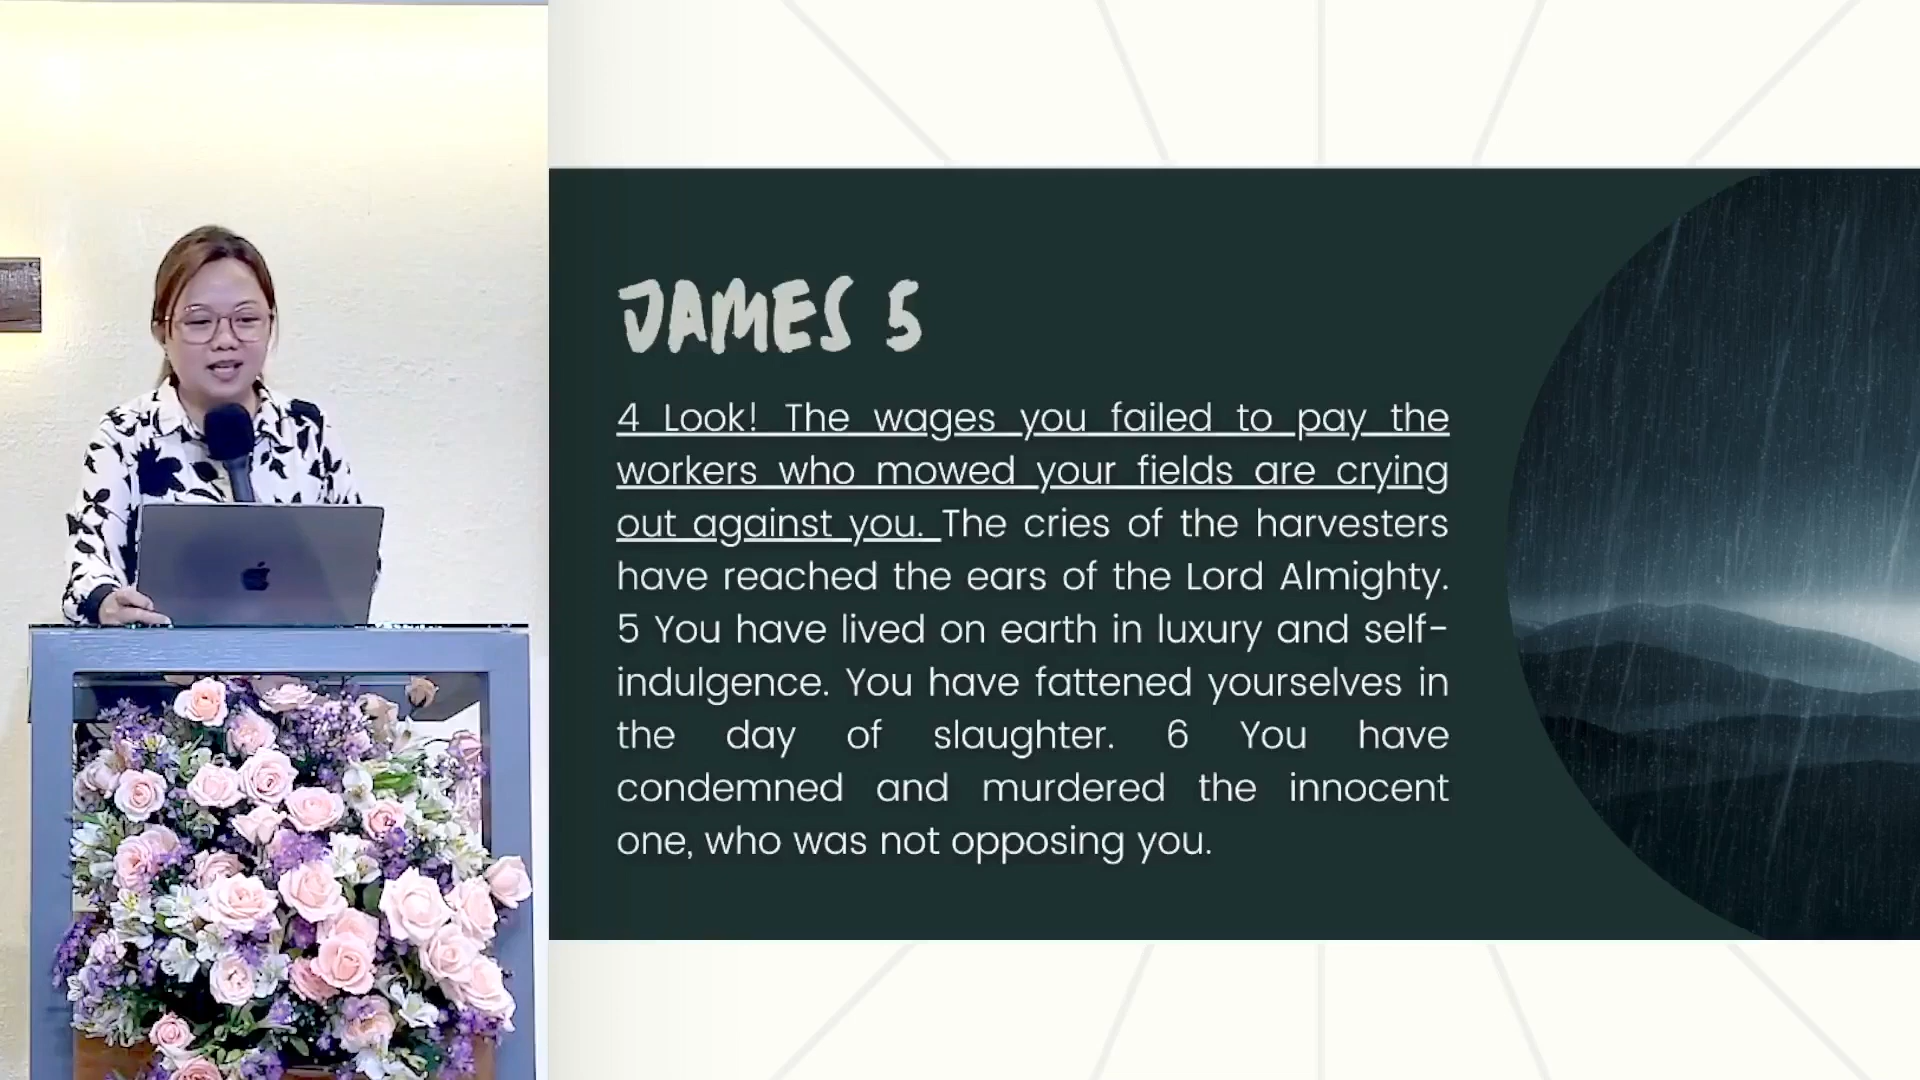 JAMES 5
4 Look! The wages you failed to pay the
workers who mowed your fields are crying
out against you. The cries of the harvesters
have reached the ears of the Lord Almighty.
5 You have lived on earth in luxury and self-
indulgence. You have fattened yourselves in
the day of slaughter. 6 You have
condemned and murdered the innocent
one, who was not opposing you.